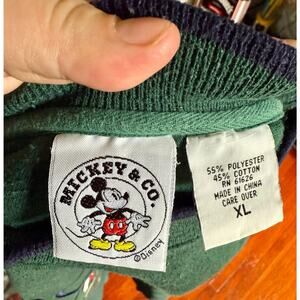 MICKEY & CO.
©Disney
55% POLYESTER
45% COTTON
RN 61626
MADE IN CHINA
CARE OVER
XL